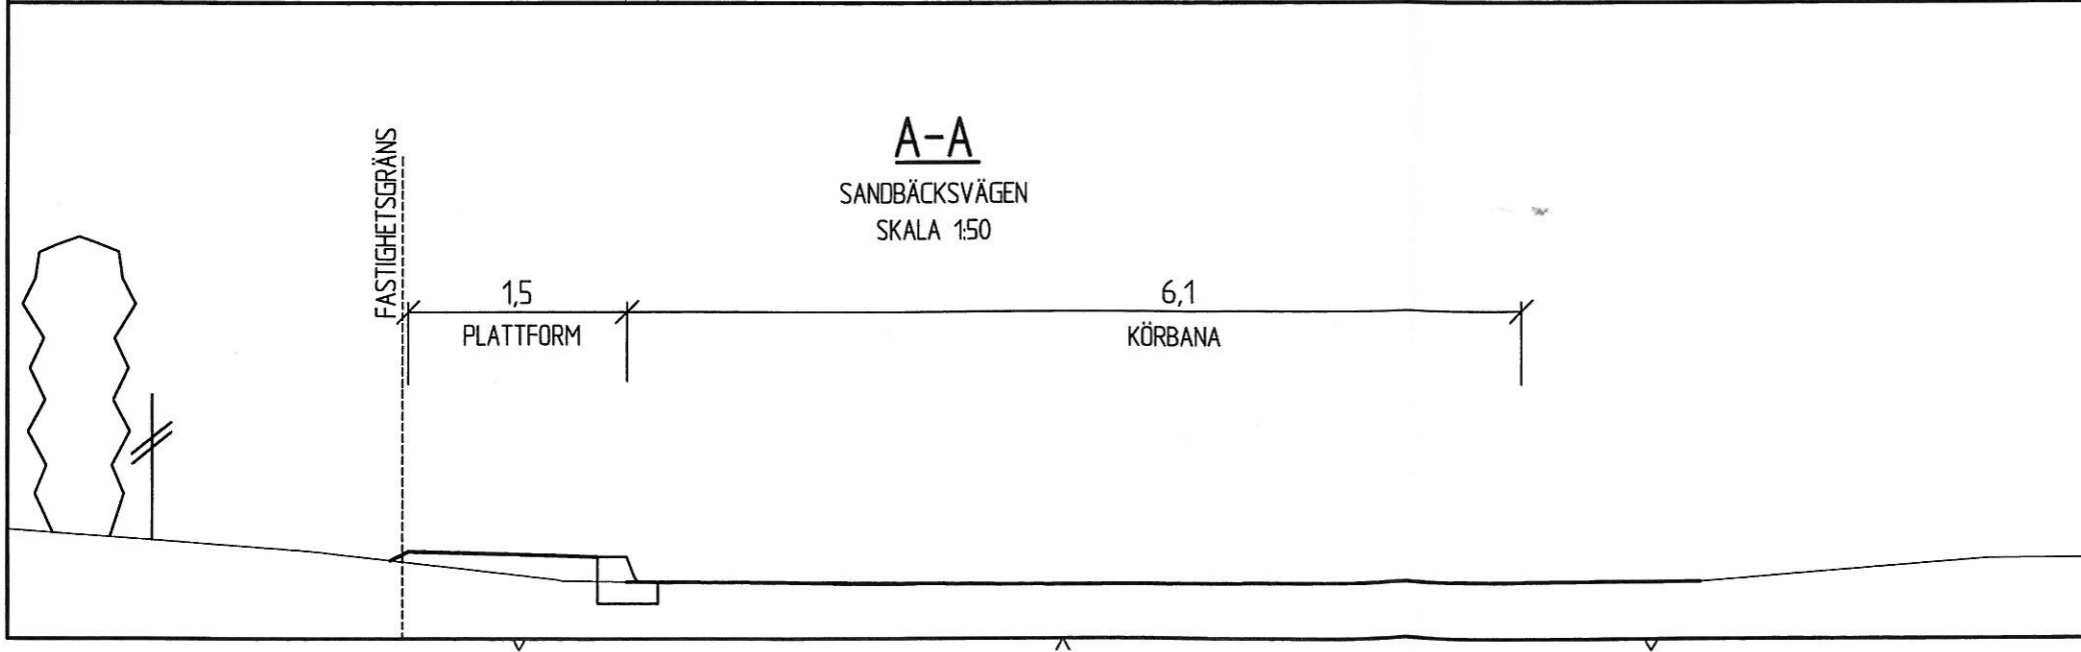 A-A
SANDBÄCKSVÄGEN
SKALA 1:50
FASTIGHETSGRÄNS
1,5
PLATTFORM
6,1
KÖRBANA